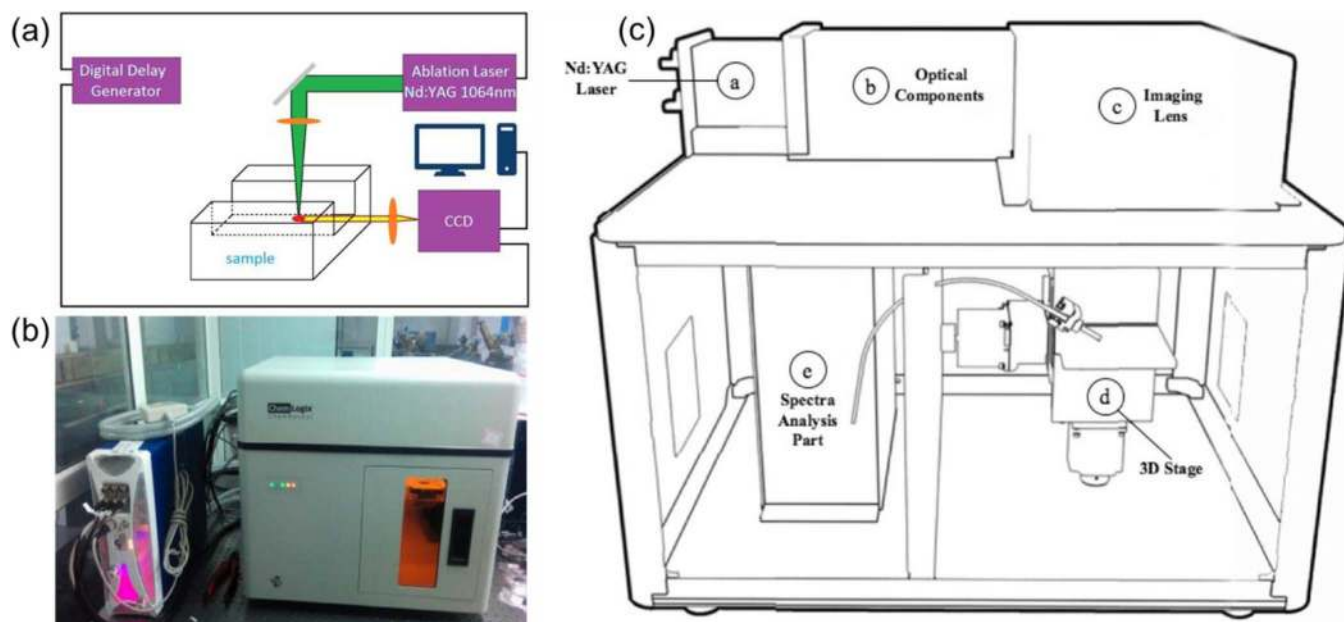 (a)
Digital Delay
Generator
Ablation Laser
Nd:YAG 1064nm
CCD
sample
(b)
ChemLogix
(c)
Nd:YAG
Laser
a
b
Optical
Components
c
Imaging
Lens
e
Spectra
Analysis
Part
d
3D Stage